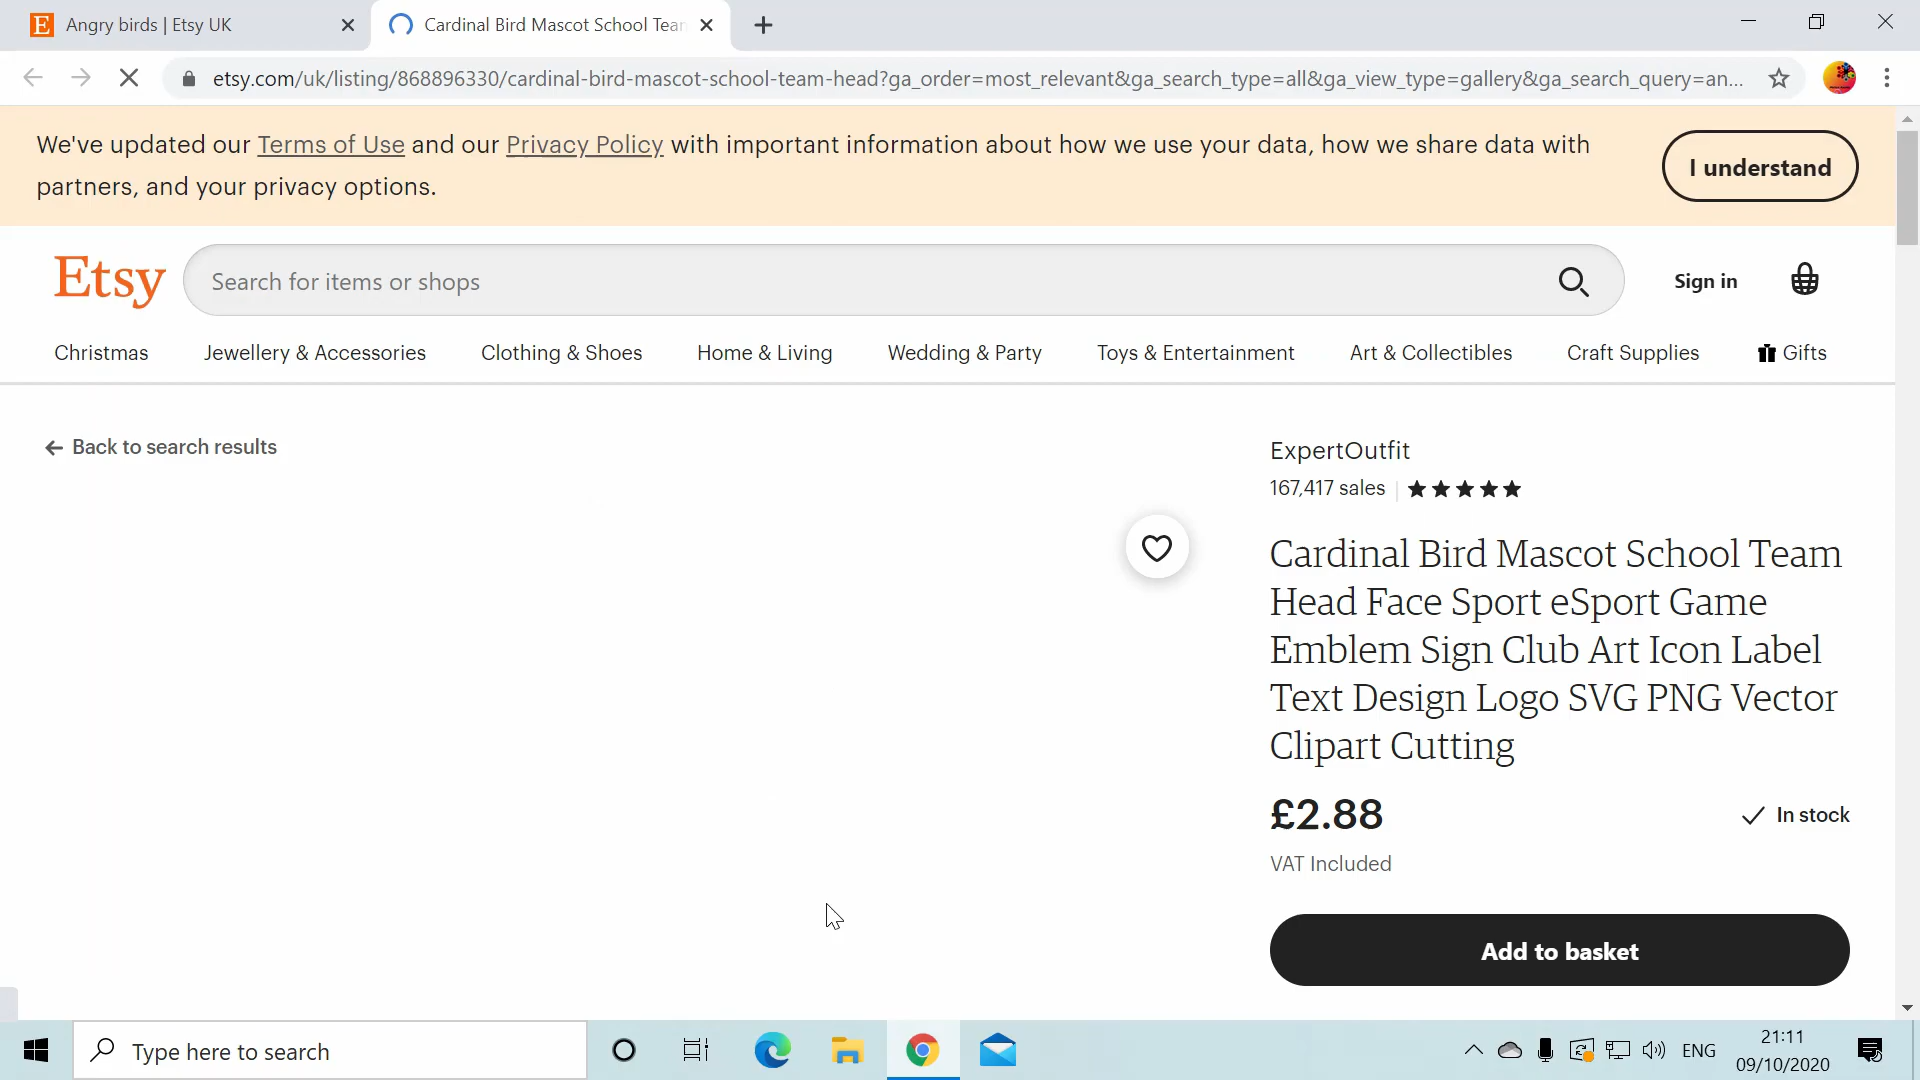 Angry birds | Etsy UK
Cardinal Bird Mascot School Tea
etsy.com/uk/listing/868896330/cardinal-bird-mascot-school-team-head?ga_order=most_relevant&ga_search_type=all&ga_view_type=gallery&ga_search_query=an...
We've updated our Terms of Use and our Privacy Policy with important information about how we use your data, how we share data with
partners, and your privacy options.
I understand
Etsy
Search for items or shops
Sign in
Christmas
Jewellery & Accessories
Clothing & Shoes
Home & Living
Wedding & Party
Toys & Entertainment
Art & Collectibles
Craft Supplies
Gifts
Back to search results
ExpertOutfit
167,417 sales
Cardinal Bird Mascot School Team
Head Face Sport eSport Game
Emblem Sign Club Art Icon Label
Text Design Logo SVG PNG Vector
Clipart Cutting
£2.88
In stock
VAT Included
Add to basket
Type here to search
ENG
21:11
09/10/2020